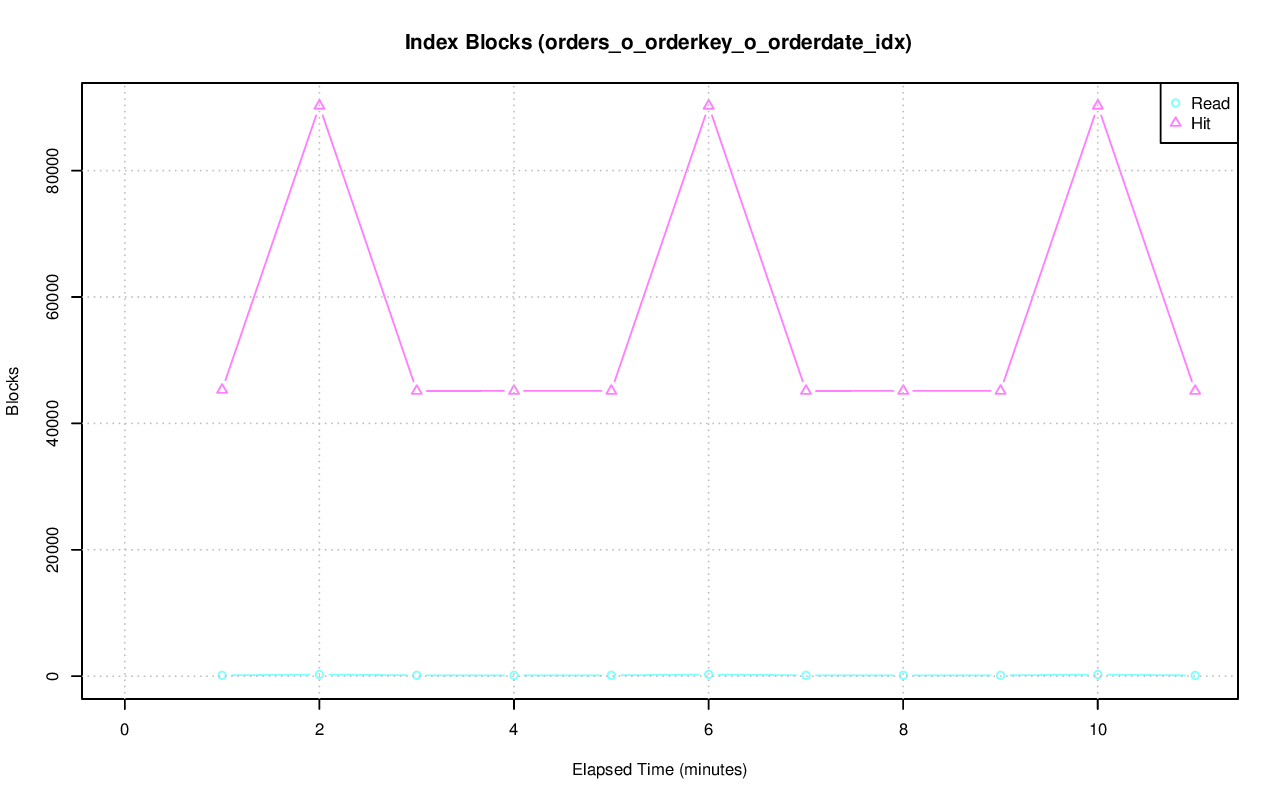 Index Blocks (orders_o_orderkey_o_orderdate_idx)
Read
Hit
Blocks
80000
60000
40000
20000
0
0 2 4 6 8 10
Elapsed Time (minutes)